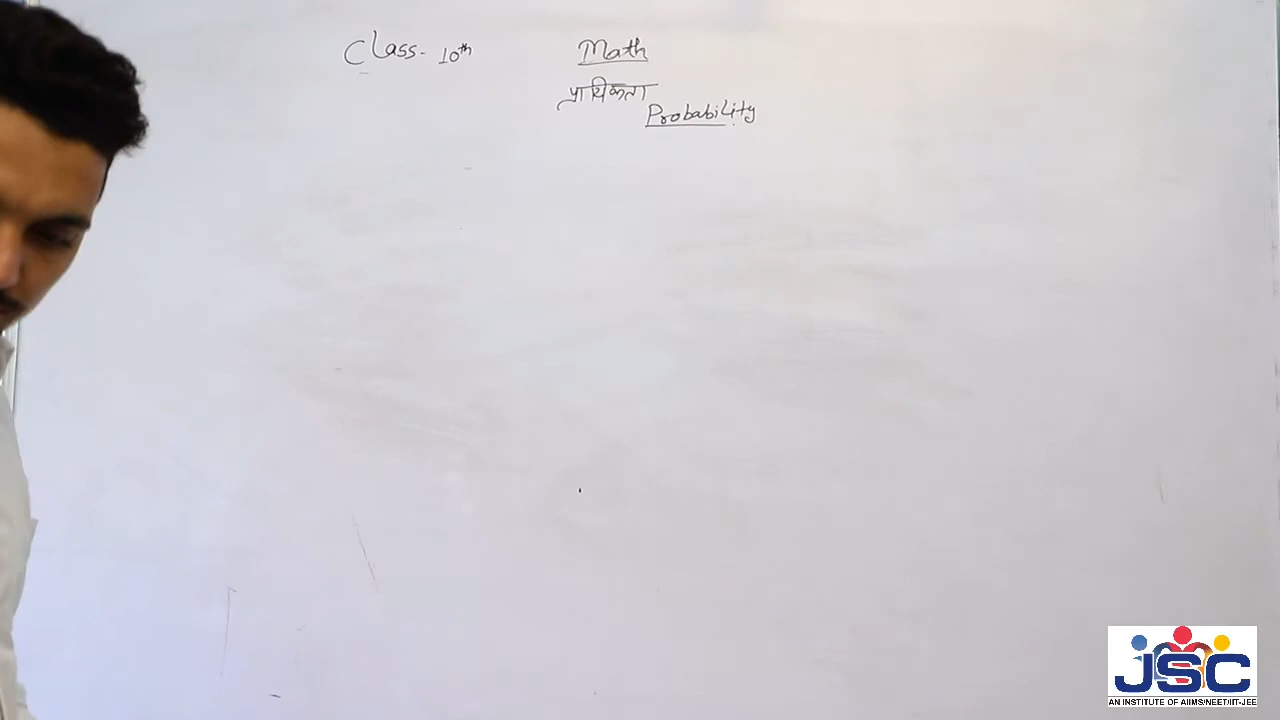 Class- 10th Math
प्रायिकता
Probability
JSC
AN INSTITUTE OF AIIMS/NEET/IIT-JEE